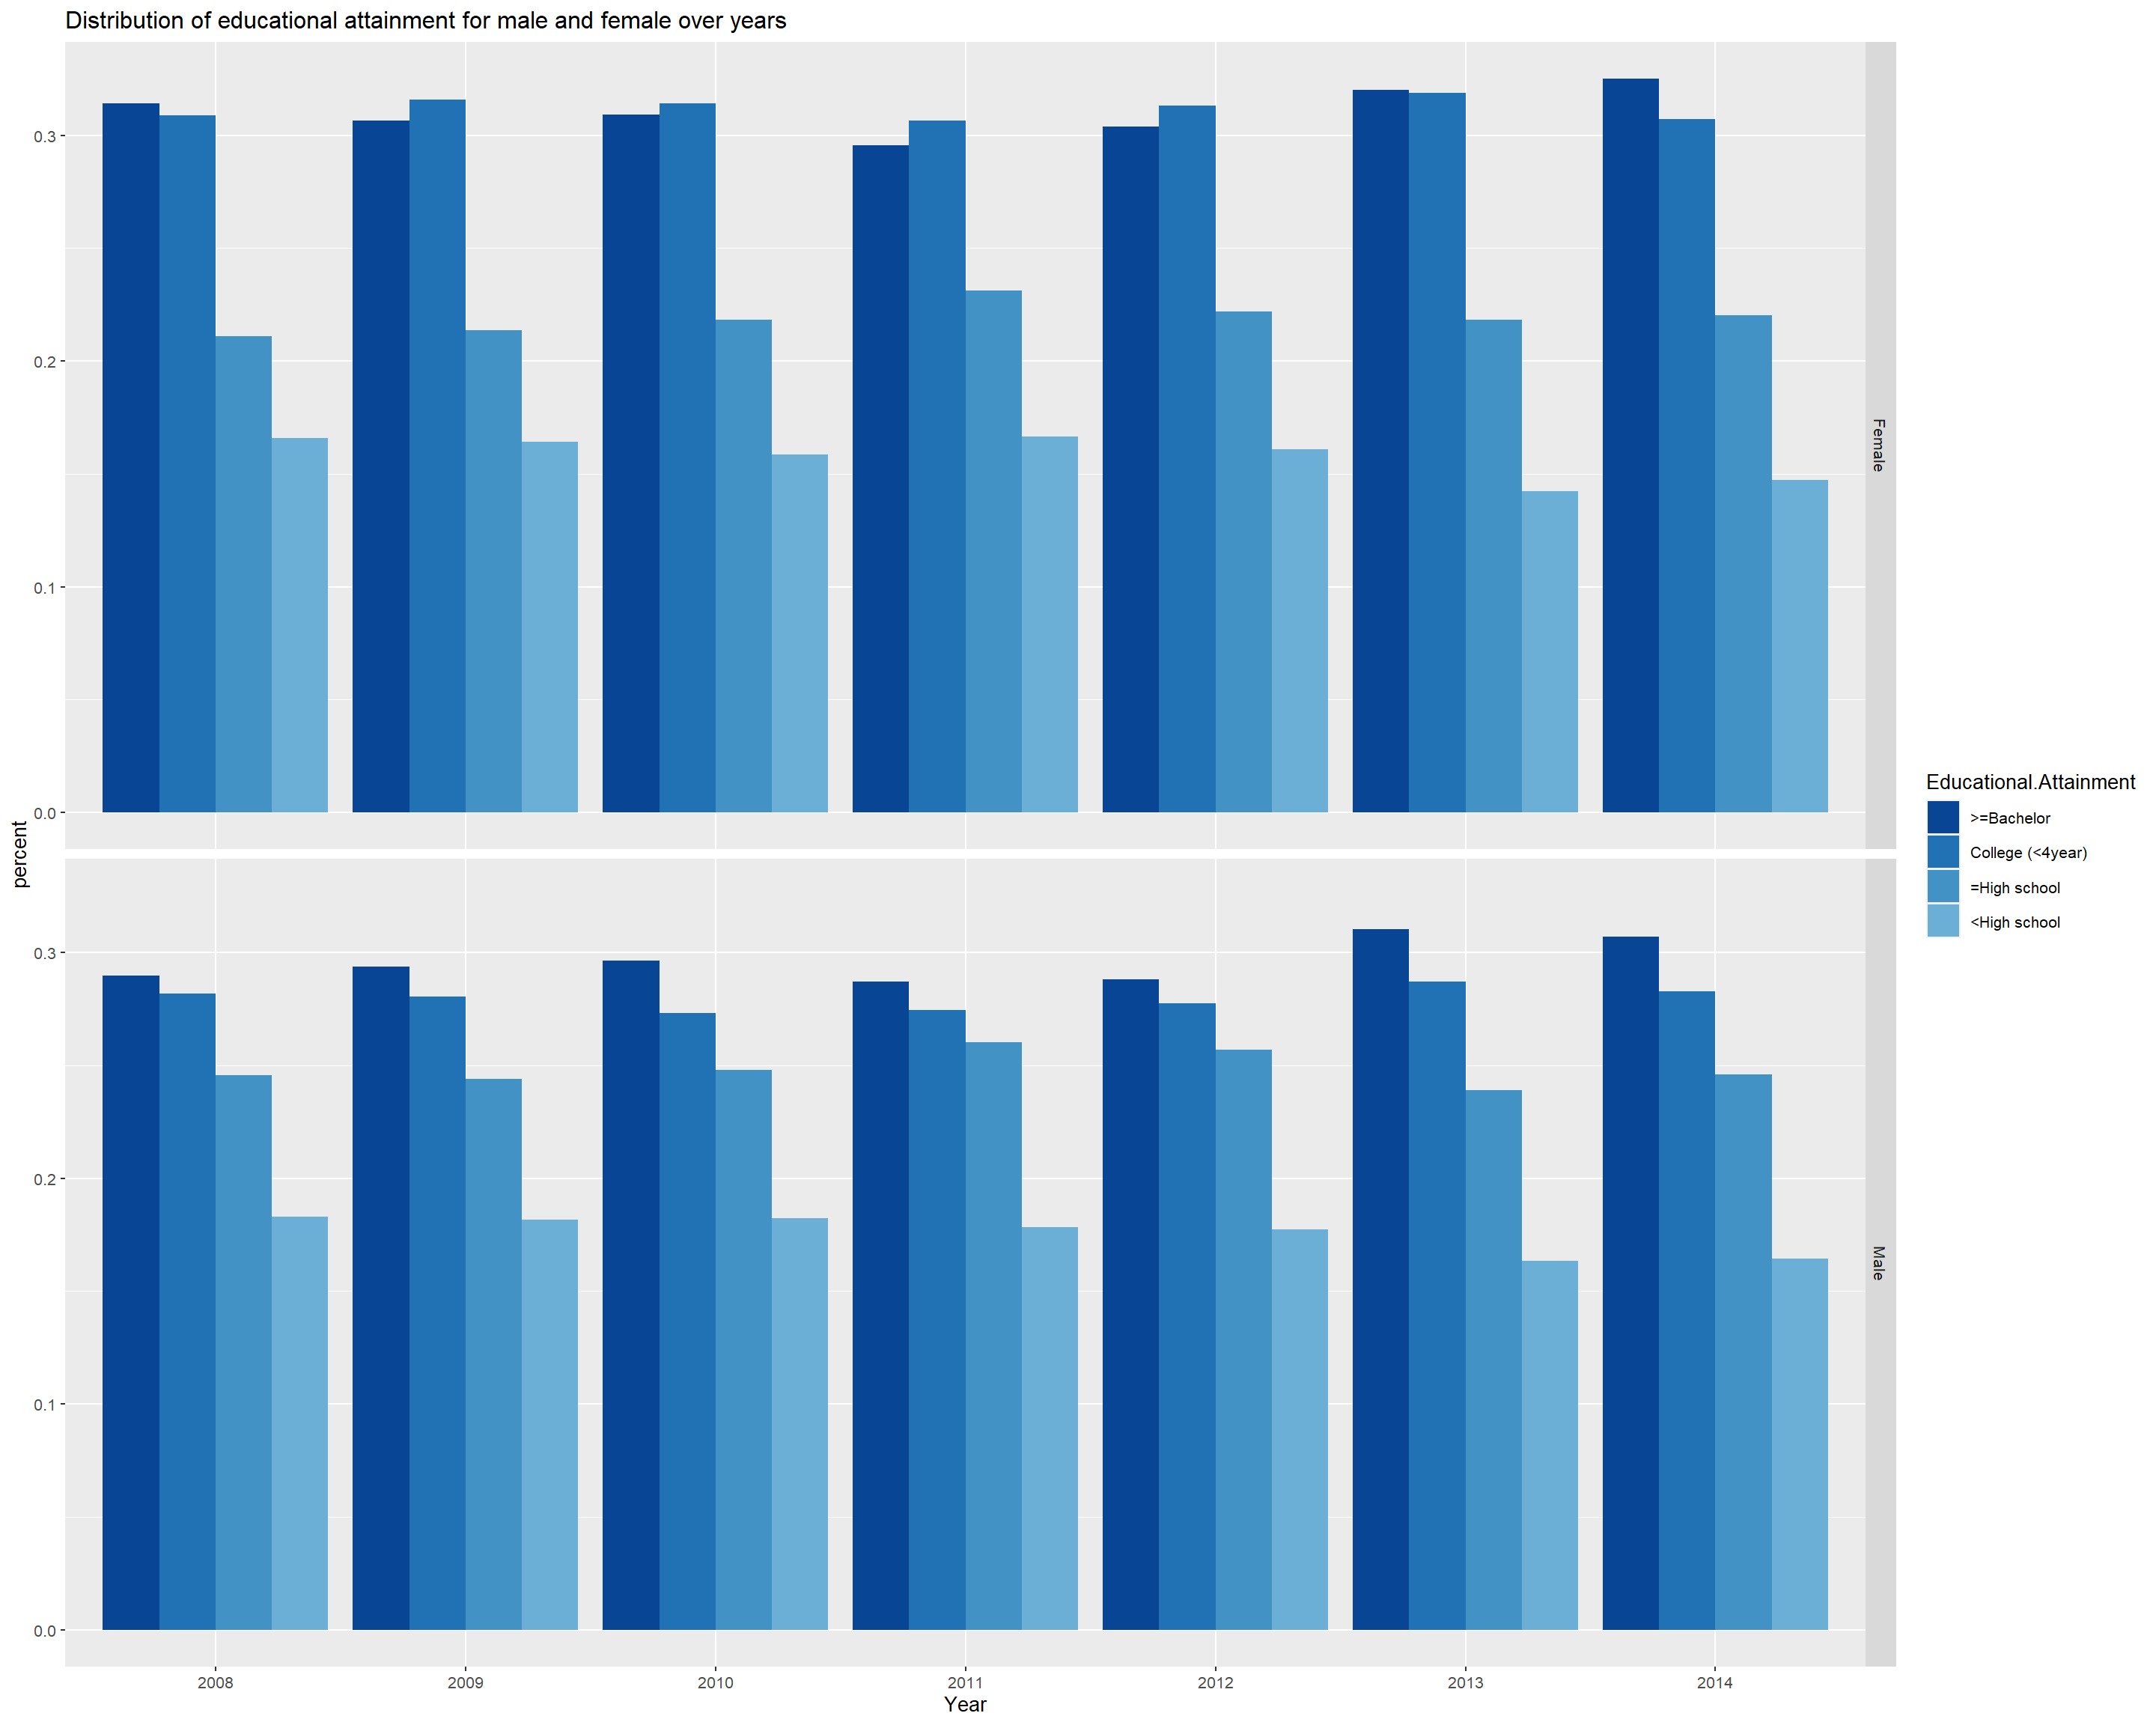 Distribution of educational attainment for male and female over years
0.3
0.2
0.1
0.0
Female
percent
0.3
0.2
0.1
0.0
Male
2008 2009 2010 2011 2012 2013 2014
Year
Educational.Attainment
>=Bachelor
College (<4year)
=High school
<High school